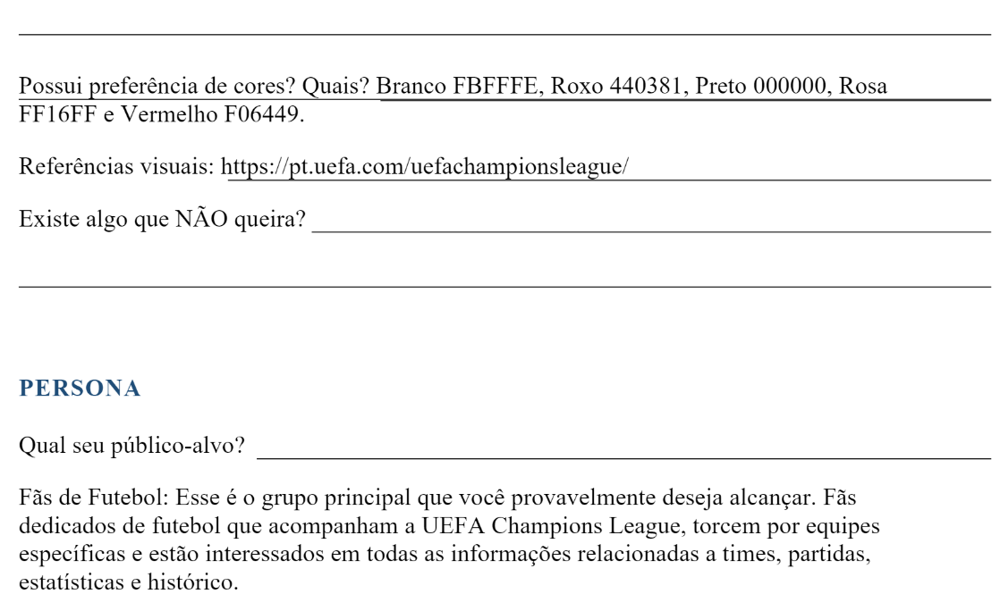 Possui preferência de cores? Quais? Branco FBFFFE, Roxo 440381, Preto 000000, Rosa
FF16FF e Vermelho F06449.
Referências visuais: https://pt.uefa.com/uefachampionsleague/
Existe algo que NÃO queira?
PERSONA
Qual seu público-alvo?
Fãs de Futebol: Esse é o grupo principal que você provavelmente deseja alcançar. Fãs
dedicados de futebol que acompanham a UEFA Champions League, torcem por equipes
específicas e estão interessados em todas as informações relacionadas a times, partidas,
estatísticas e histórico.